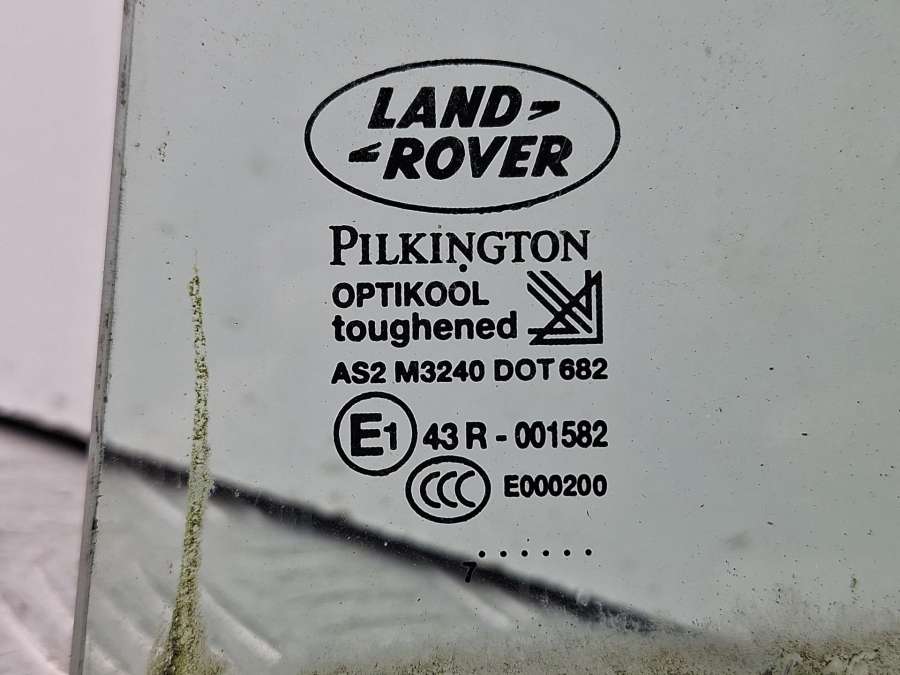 LAND
ROVER
PILKINGTON
OPTIKOOL
toughened
AS2 M3240 DOT 682
E1 43 R - 001582
CCC E000200
. . . . . .
7